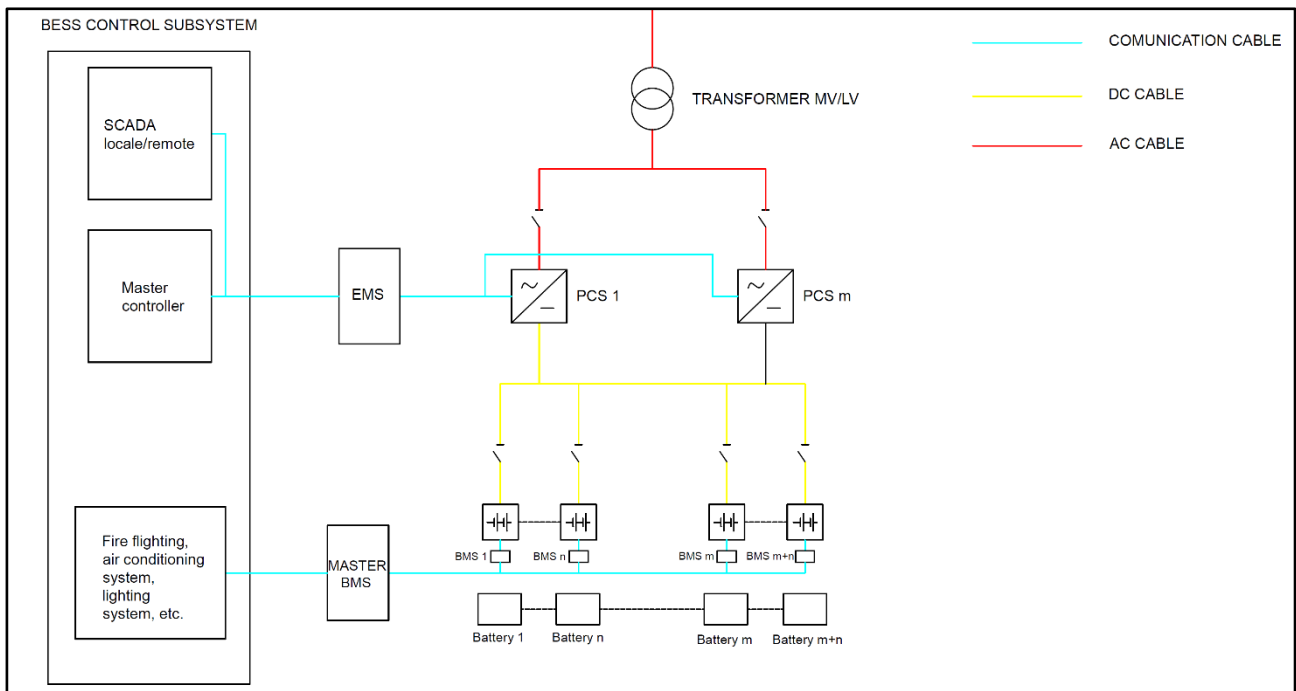 BESS CONTROL SUBSYSTEM
SCADA
locale/remote
Master
controller
Fire flighting,
air conditioning
system,
lighting
system, etc.
EMS
MASTER
BMS
TRANSFORMER MV/LV
PCS 1
PCS m
BMS 1
BMS n
BMS m
BMS m+n
Battery 1
Battery n
Battery m
Battery m+n
COMUNICATION CABLE
DC CABLE
AC CABLE